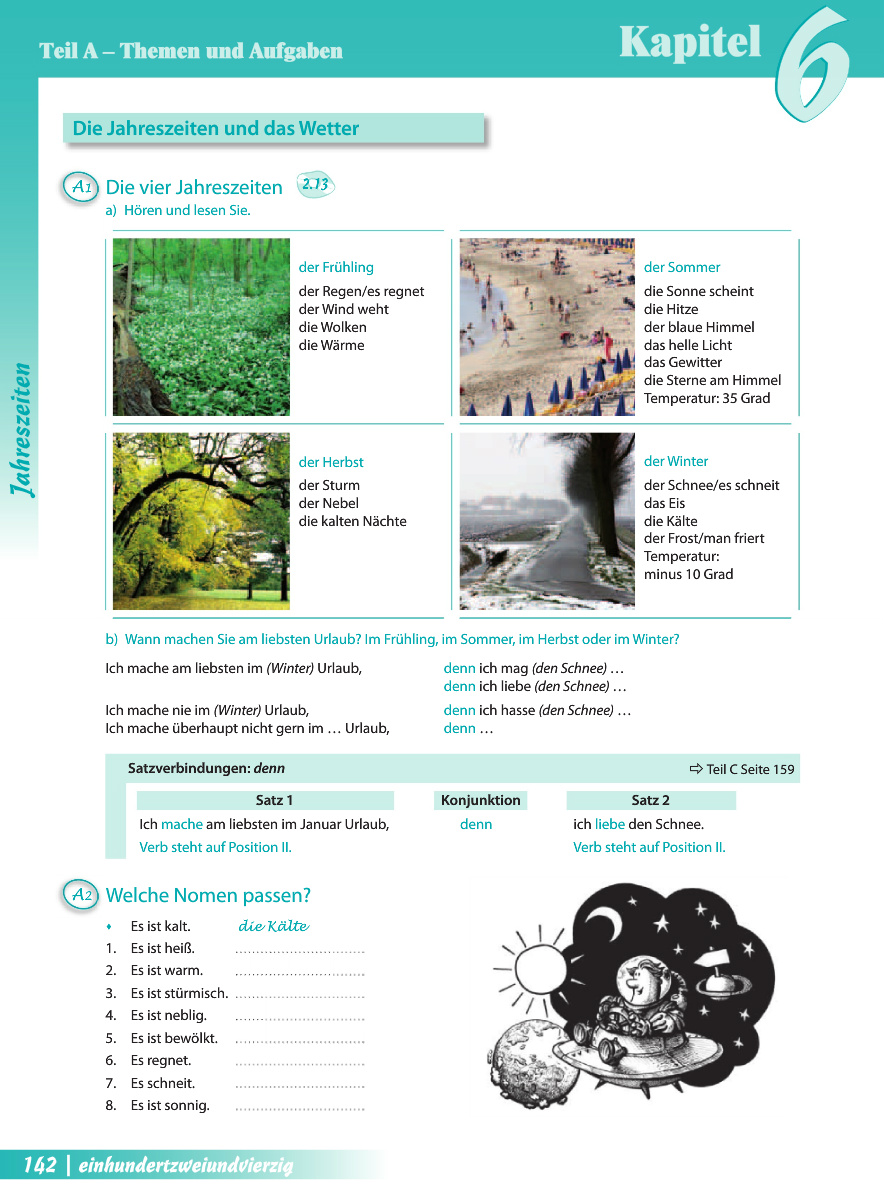 Teil A – Themen und Aufgaben
Kapitel 6
Die Jahreszeiten und das Wetter
A1 Die vier Jahreszeiten 2.13
a) Hören und lesen Sie.
der Frühling
der Regen/es regnet
der Wind weht
die Wolken
die Wärme
der Sommer
die Sonne scheint
die Hitze
der blaue Himmel
das helle Licht
das Gewitter
die Sterne am Himmel
Temperatur: 35 Grad
Jahreszeiten
der Herbst
der Sturm
der Nebel
die kalten Nächte
der Winter
der Schnee/es schneit
das Eis
die Kälte
der Frost/man friert
Temperatur:
minus 10 Grad
b) Wann machen Sie am liebsten Urlaub? Im Frühling, im Sommer, im Herbst oder im Winter?
Ich mache am liebsten im (Winter) Urlaub, denn ich mag (den Schnee) …
denn ich liebe (den Schnee) …
Ich mache nie im (Winter) Urlaub, denn ich hasse (den Schnee) …
Ich mache überhaupt nicht gern im … Urlaub, denn …
Satzverbindungen: denn ⇨ Teil C Seite 159
Satz 1 Konjunktion Satz 2
Ich mache am liebsten im Januar Urlaub, denn ich liebe den Schnee.
Verb steht auf Position II. Verb steht auf Position II.
A2 Welche Nomen passen?
♦ Es ist kalt. die Kälte
1. Es ist heiß. ...............................
2. Es ist warm. ...............................
3. Es ist stürmisch. ...............................
4. Es ist neblig. ...............................
5. Es ist bewölkt. ...............................
6. Es regnet. ...............................
7. Es schneit. ...............................
8. Es ist sonnig. ...............................
142 | einhundertzweiundvierzig